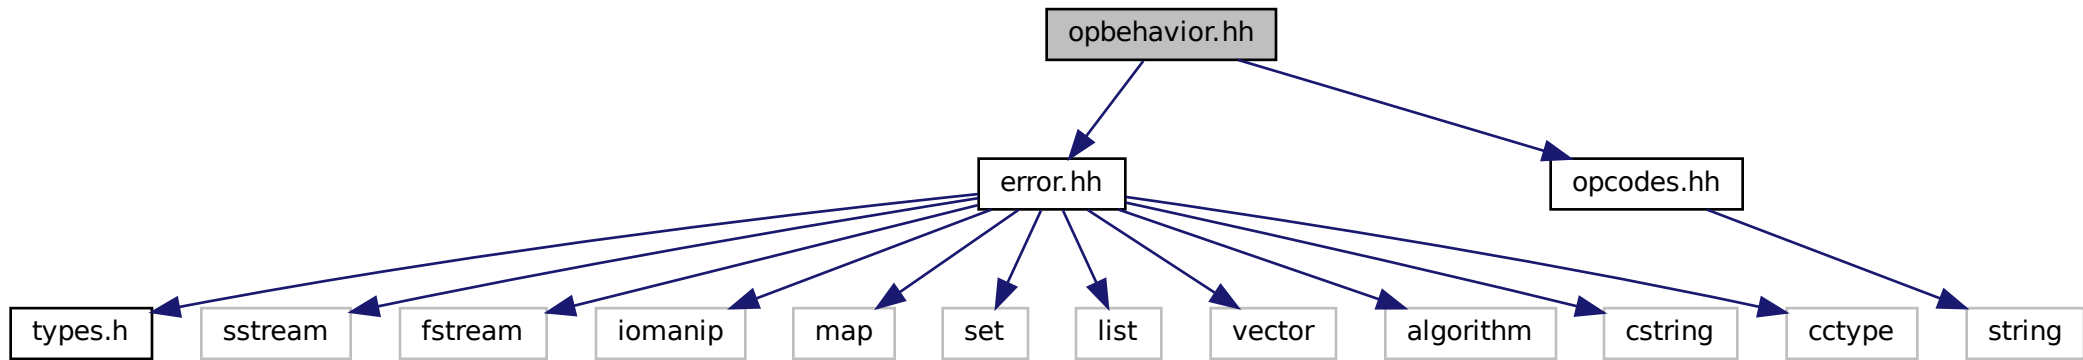 opbehavior.hh
error.hh
opcodes.hh
types.h
sstream
fstream
iomanip
map
set
list
vector
algorithm
cstring
cctype
string